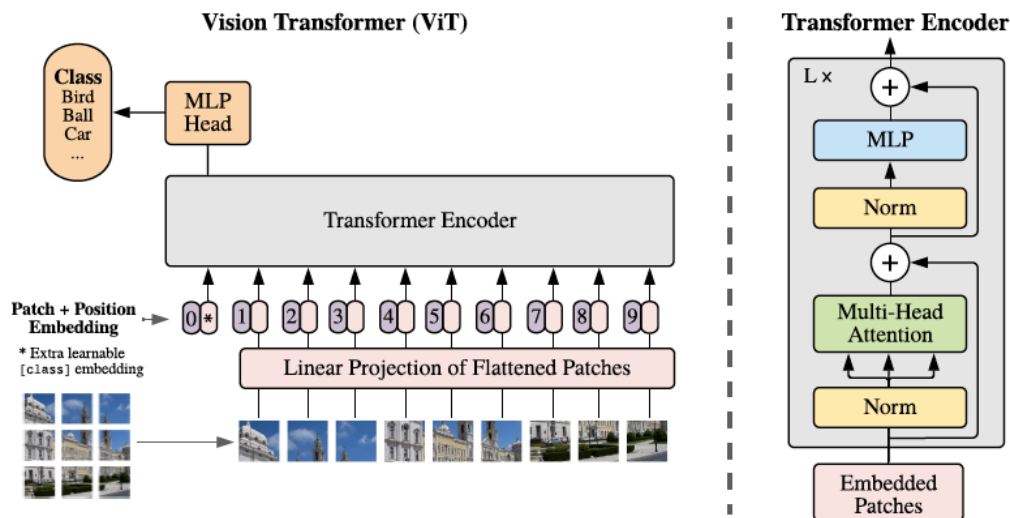 Vision Transformer (ViT)
Class
Bird
Ball
Car
...
MLP
Head
Transformer Encoder
Patch + Position
Embedding
0 * 1 2 3 4 5 6 7 8 9
* Extra learnable
[class] embedding
Linear Projection of Flattened Patches
Transformer Encoder
L ×
+
MLP
Norm
+
Multi-Head
Attention
Norm
Embedded
Patches